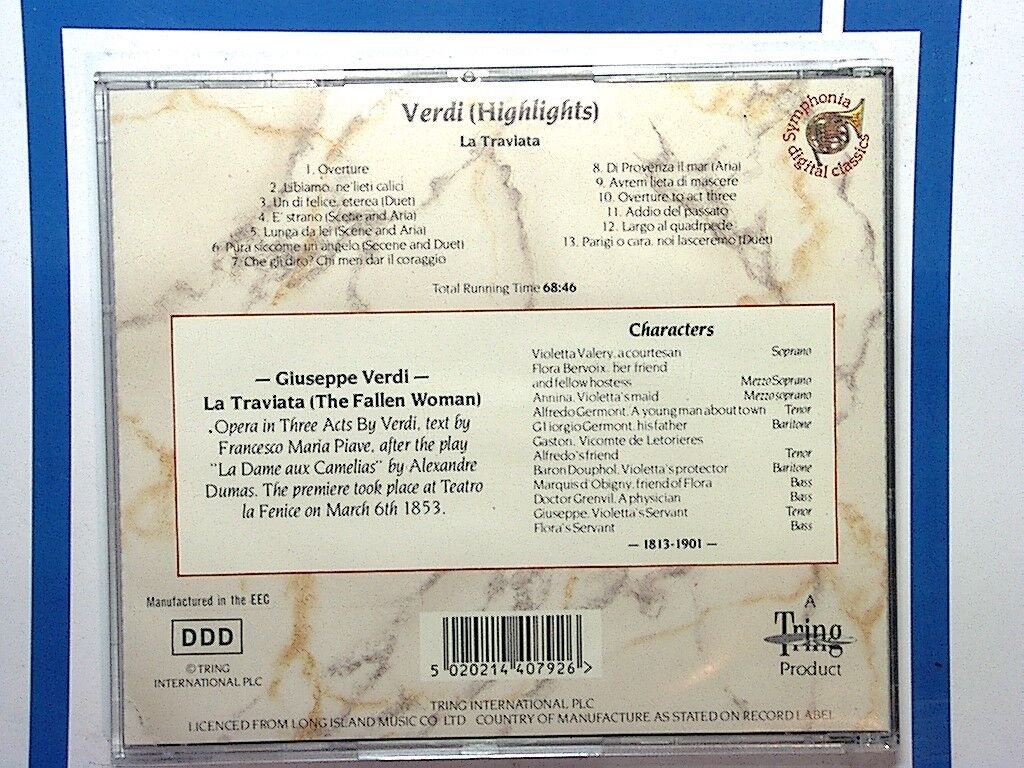 Verdi (Highlights)
La Traviata
Symphonia
digital classics
1. Overture
2. Libiamo, ne'lieti calici
3. Un di felice, eterea (Duet)
4. E' strano (Scene and Aria)
5. Lunga da lei (Scene and Aria)
6. Pura siccome un angelo (Secene and Duet)
7. Che gli diro? Chi men dar il coraggio
8. Di Provenza il mar (Aria)
9. Avrem lieta di mascere
10. Overture to act three
11. Addio del passato
12. Largo al quadrpede
13. Parigi o cara, noi lasceremo (Duet)
Total Running Time 68:46
— Giuseppe Verdi —
La Traviata (The Fallen Woman)
Opera in Three Acts By Verdi, text by
Francesco Maria Piave, after the play
"La Dame aux Camelias" by Alexandre
Dumas. The premiere took place at Teatro
la Fenice on March 6th 1853.
Characters
Violetta Valery, a courtesan Soprano
Flora Bervoix, her friend
and fellow hostess Mezzo Soprano
Annina, Violetta's maid Mezzo soprano
Alfredo Germont, A young man about town Tenor
G1iorgio Germont, his father Baritone
Gaston, Vicomte de Letorieres
Alfredo's friend Tenor
Baron Douphol, Violetta's protector Baritone
Marquis d'Obigny, friend of Flora Bass
Doctor Grenvil, A physician Bass
Giuseppe, Violetta's Servant Tenor
Flora's Servant Bass
— 1813-1901 —
Manufactured in the EEC
DDD
© TRING
INTERNATIONAL PLC
5 020214 407926 >
A
Tring
Product
TRING INTERNATIONAL PLC
LICENCED FROM LONG ISLAND MUSIC CO LTD COUNTRY OF MANUFACTURE AS STATED ON RECORD LABEL